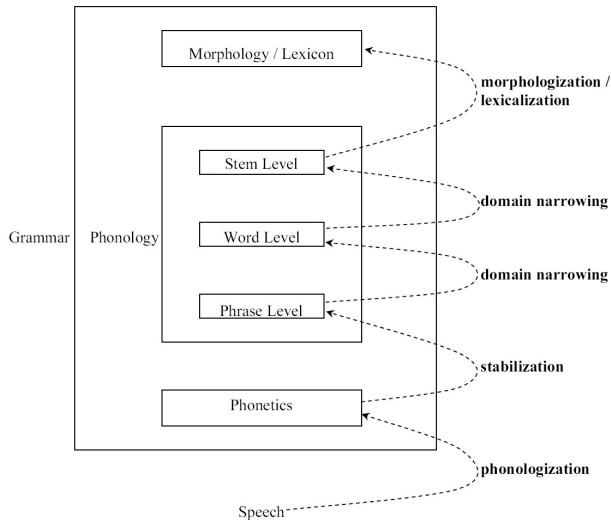 Morphology / Lexicon
morphologization /
lexicalization
Stem Level
domain narrowing
Grammar
Phonology
Word Level
domain narrowing
Phrase Level
stabilization
Phonetics
phonologization
Speech